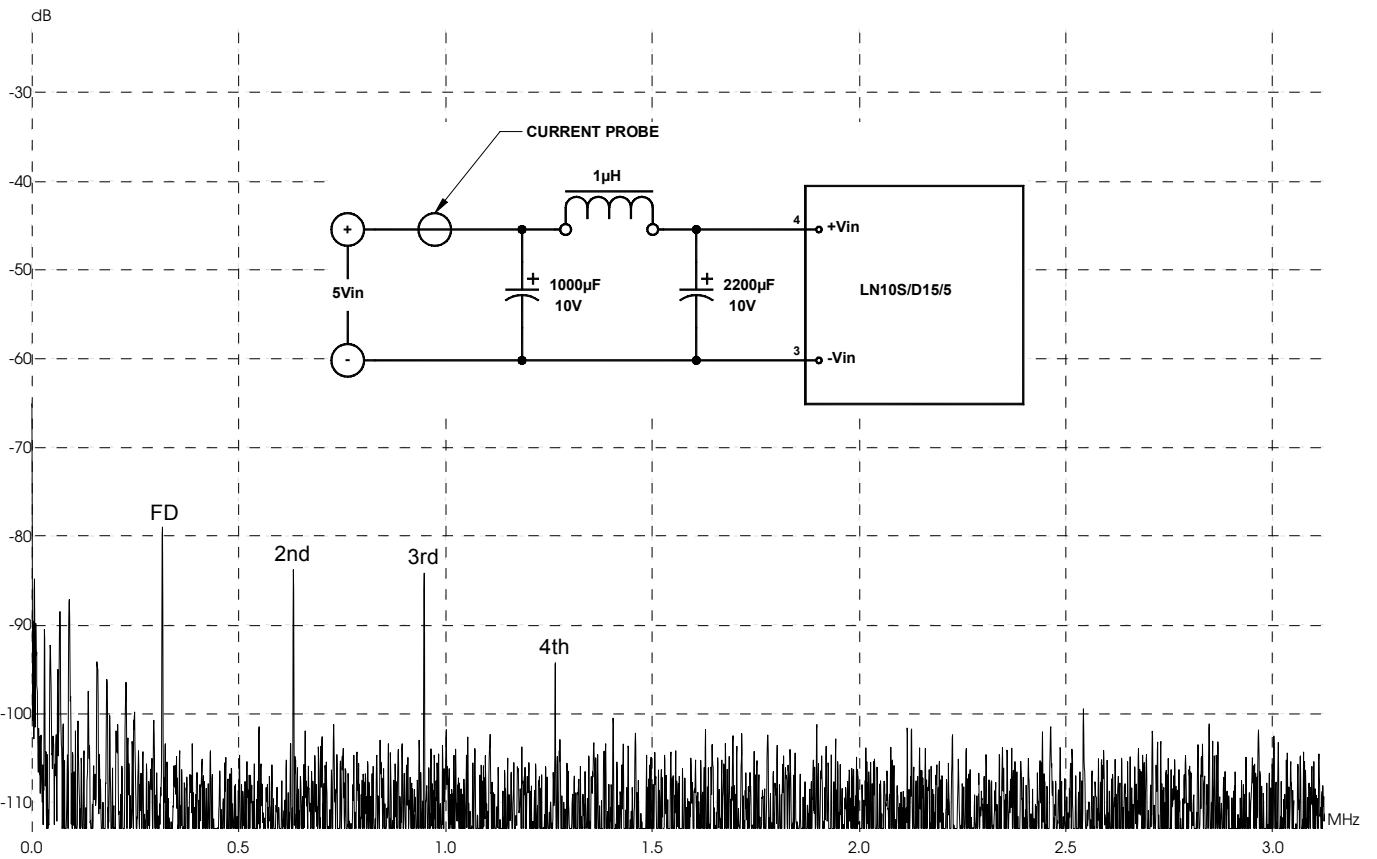 dB
-30
CURRENT PROBE
-40
1µH
4
+Vin
+
-50
+
1000µF
10V
+
2200µF
10V
5Vin
LN10S/D15/5
-60
-
3
-Vin
-70
FD
-80
2nd
3rd
-90
4th
-100
-110
MHz
0.0 0.5 1.0 1.5 2.0 2.5 3.0